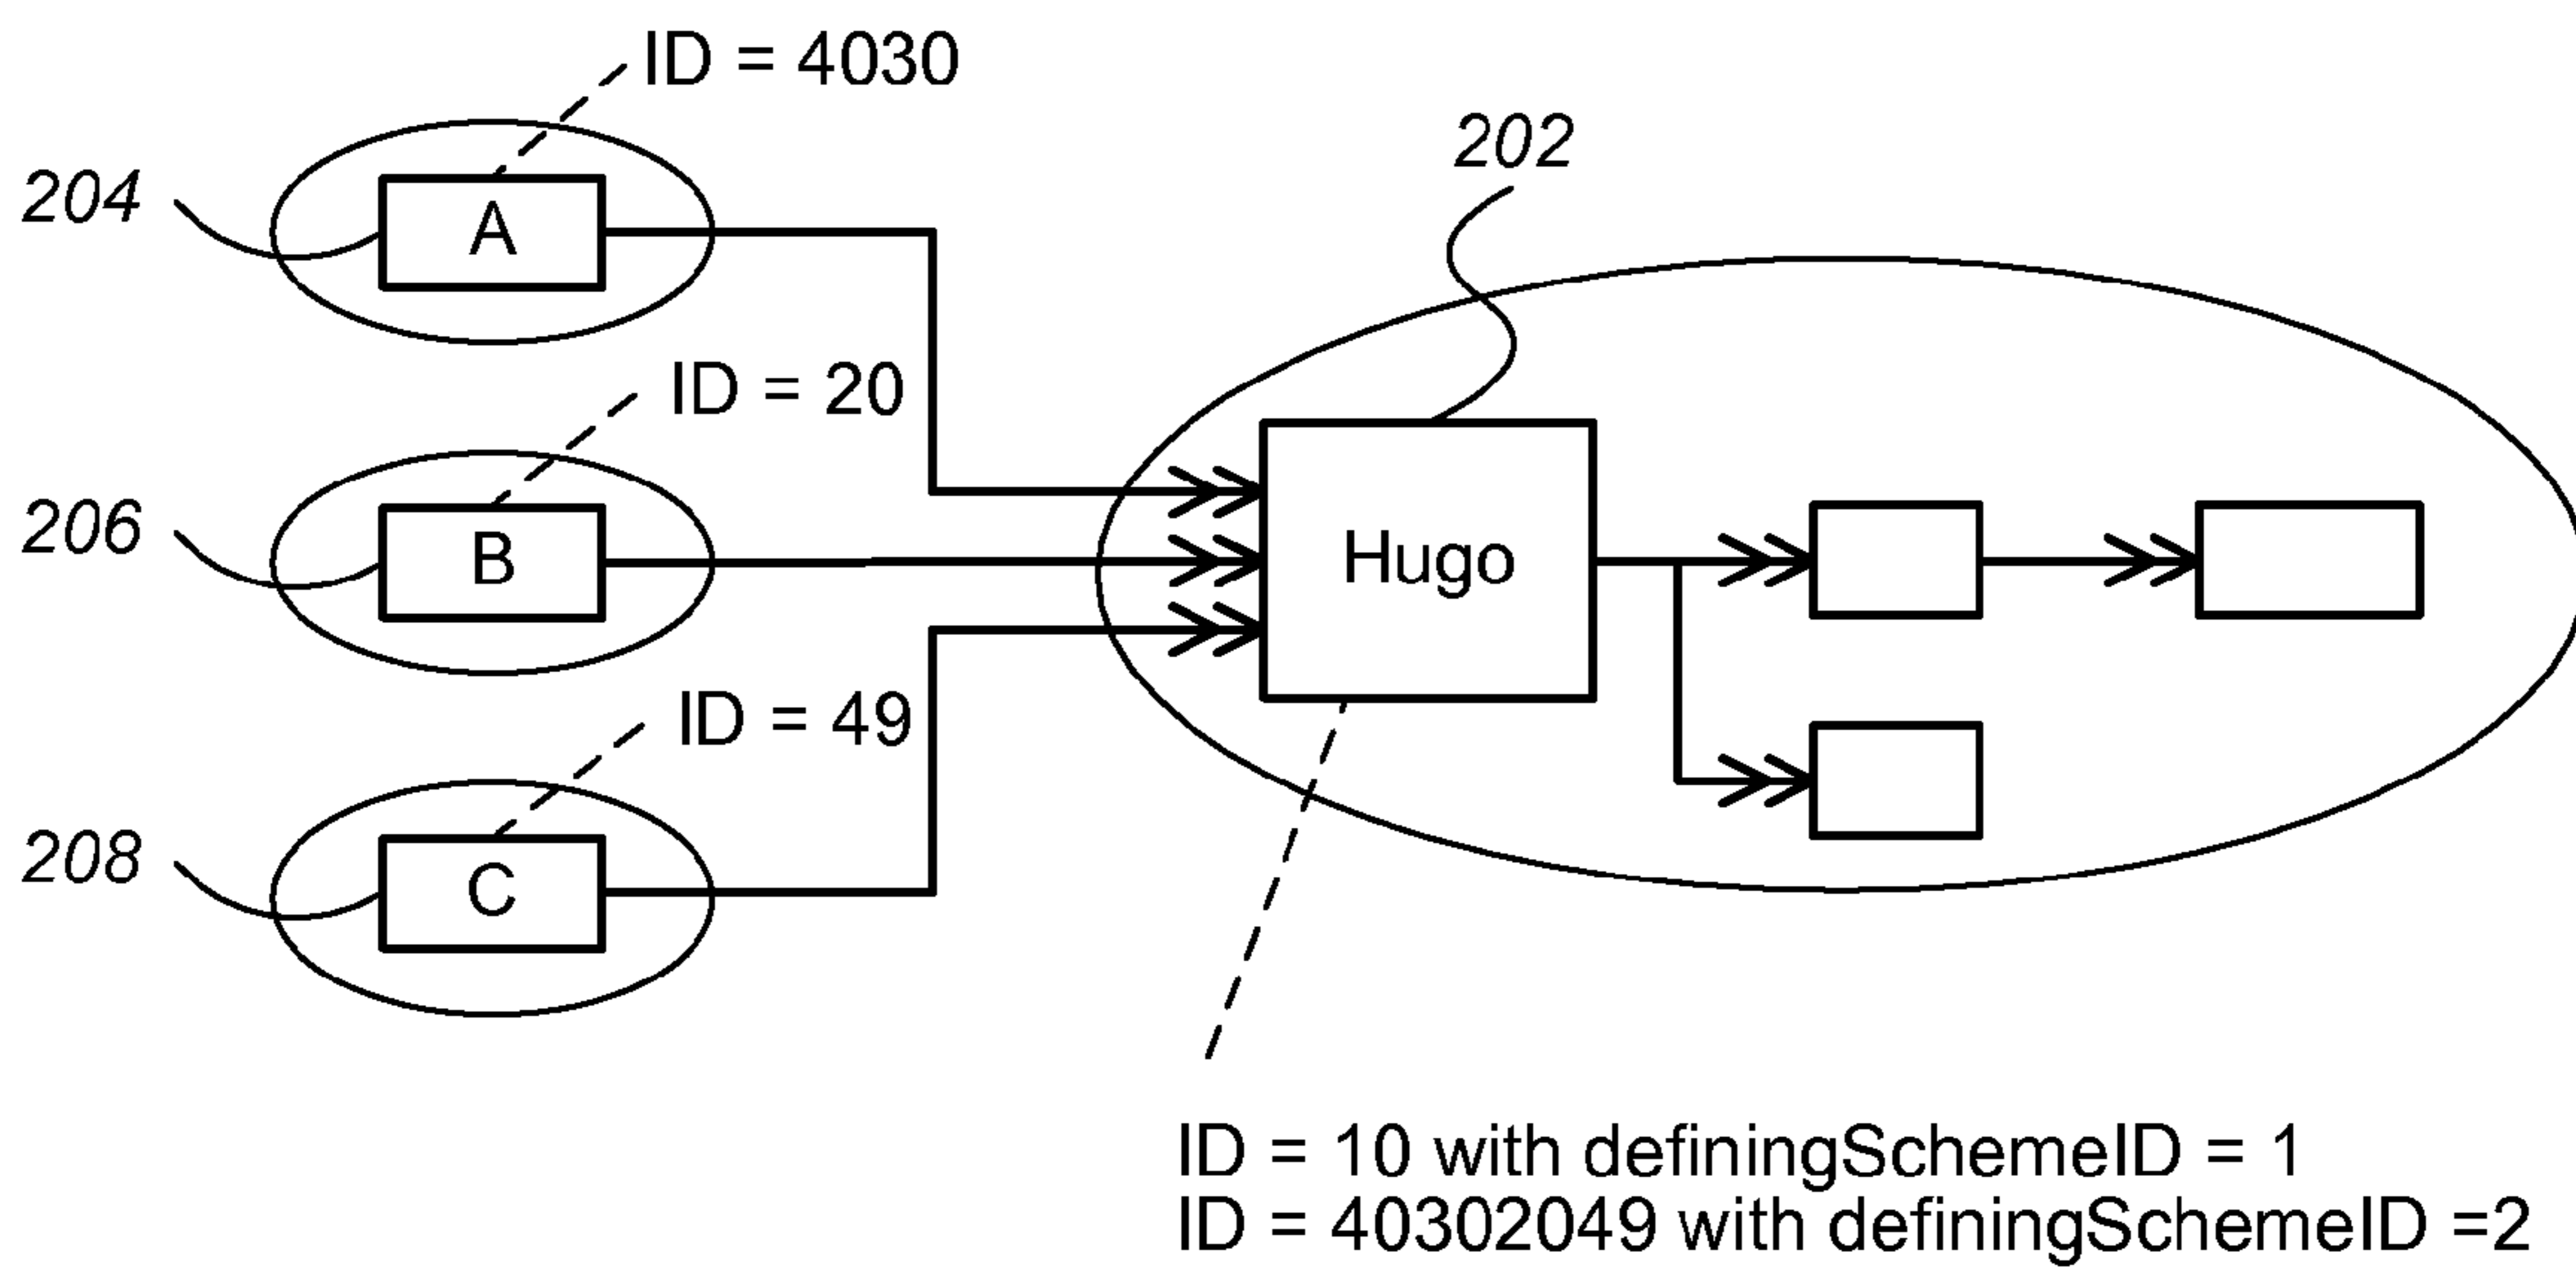 ID = 4030
202
204
A
ID = 20
206
B
Hugo
ID = 49
208
C
ID = 10 with definingSchemeID = 1
ID = 40302049 with definingSchemeID =2